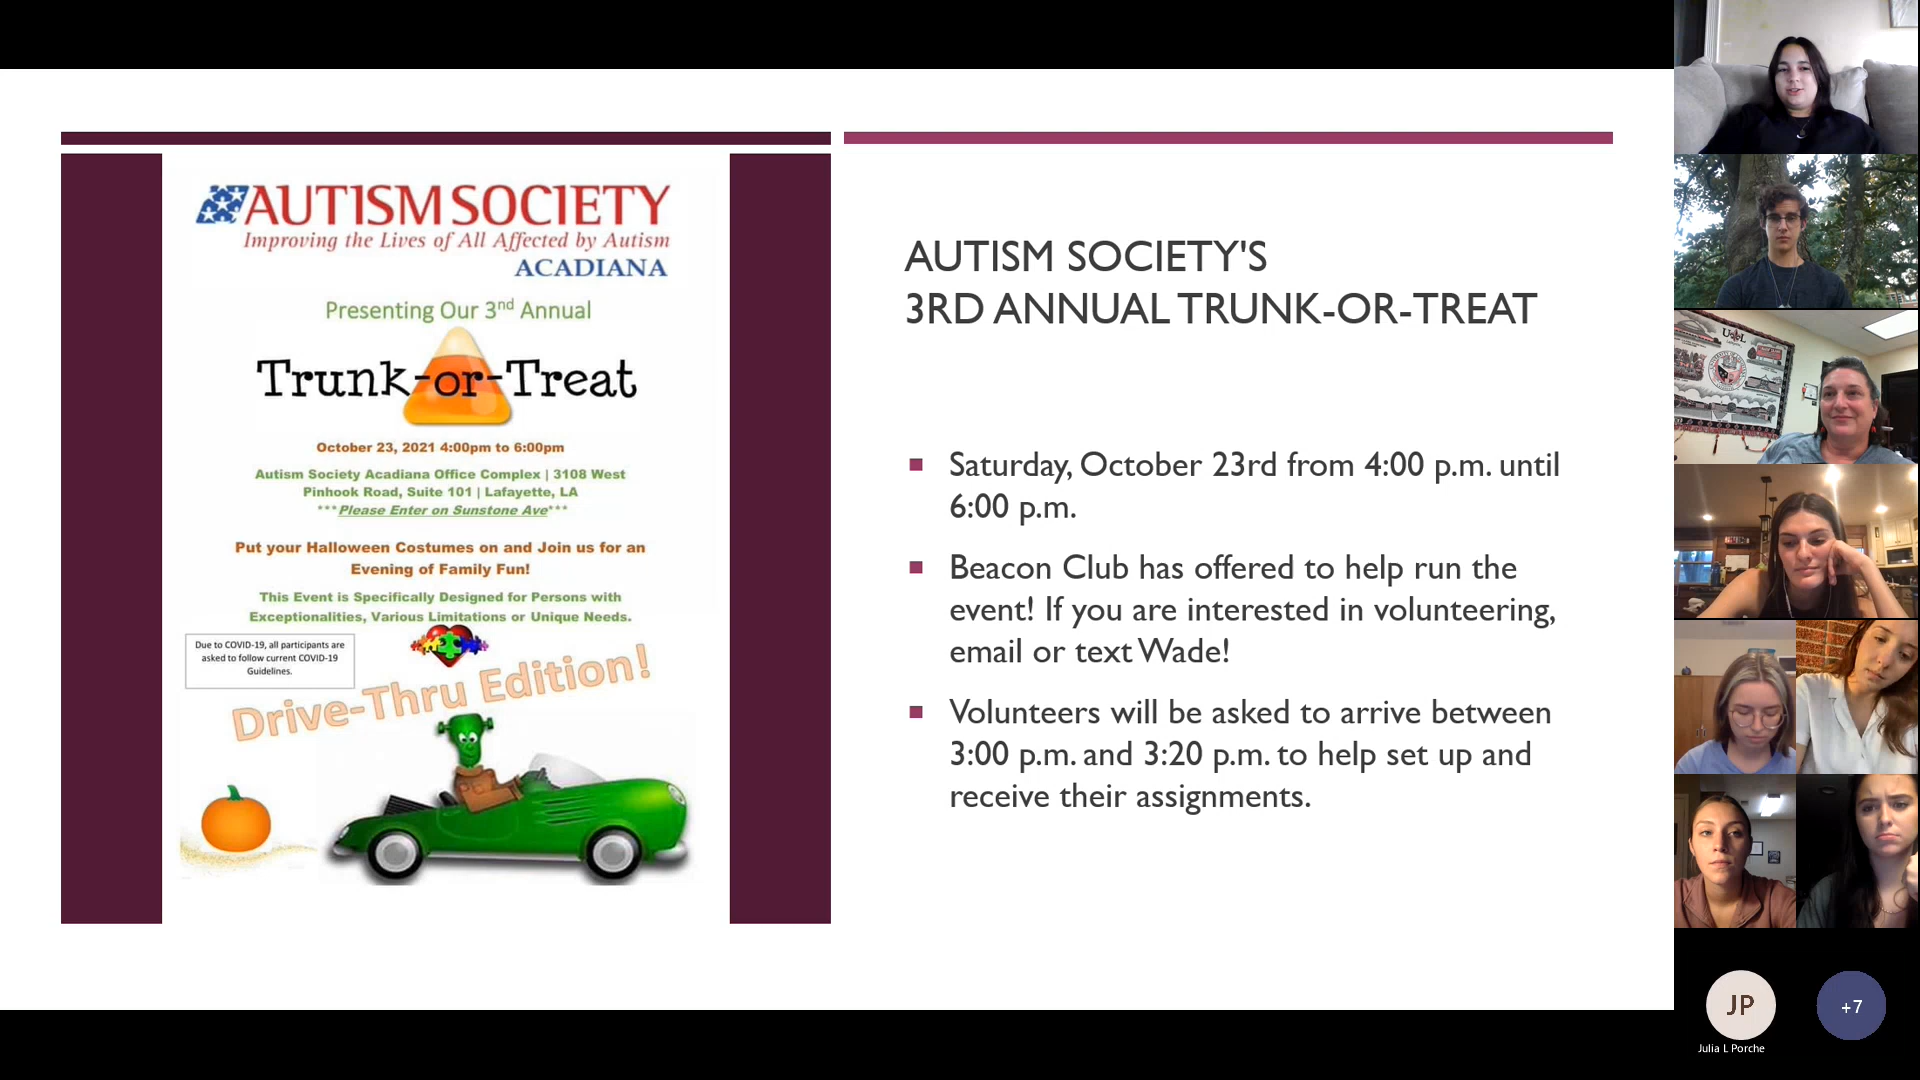 AUTISM SOCIETY
Improving the Lives of All Affected by Autism
ACADIANA
Presenting Our 3nd Annual
Trunk-or-Treat
October 23, 2021 4:00pm to 6:00pm
Autism Society Acadiana Office Complex | 3108 West
Pinhook Road, Suite 101 | Lafayette, LA
***Please Enter on Sunstone Ave***
Put your Halloween Costumes on and Join us for an
Evening of Family Fun!
This Event is Specifically Designed for Persons with
Exceptionalities, Various Limitations or Unique Needs.
Due to COVID-19, all participants are
asked to follow current COVID-19
Guidelines.
Drive-Thru Edition!
AUTISM SOCIETY'S
3RD ANNUAL TRUNK-OR-TREAT
Saturday, October 23rd from 4:00 p.m. until
6:00 p.m.
Beacon Club has offered to help run the
event! If you are interested in volunteering,
email or text Wade!
Volunteers will be asked to arrive between
3:00 p.m. and 3:20 p.m. to help set up and
receive their assignments.
JP
+7
Julia L Porche